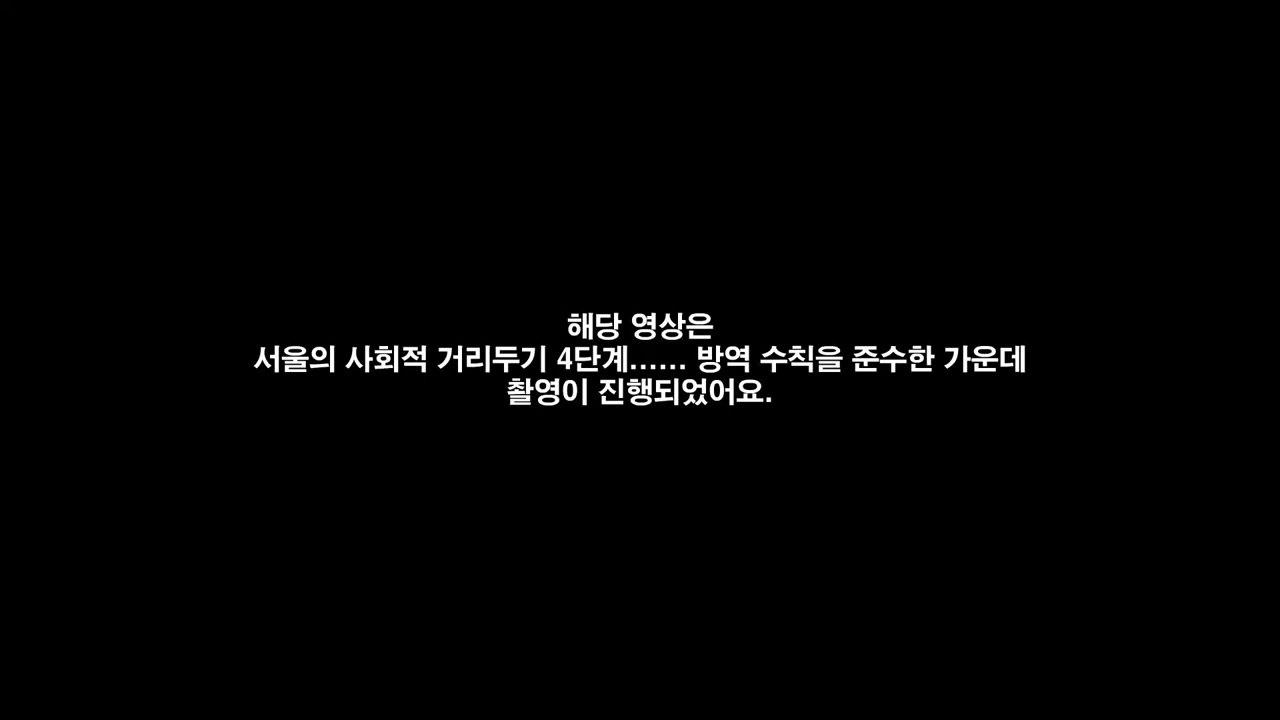 해당 영상은
서울의 사회적 거리두기 4단계...... 방역 수칙을 준수한 가운데
촬영이 진행되었어요.